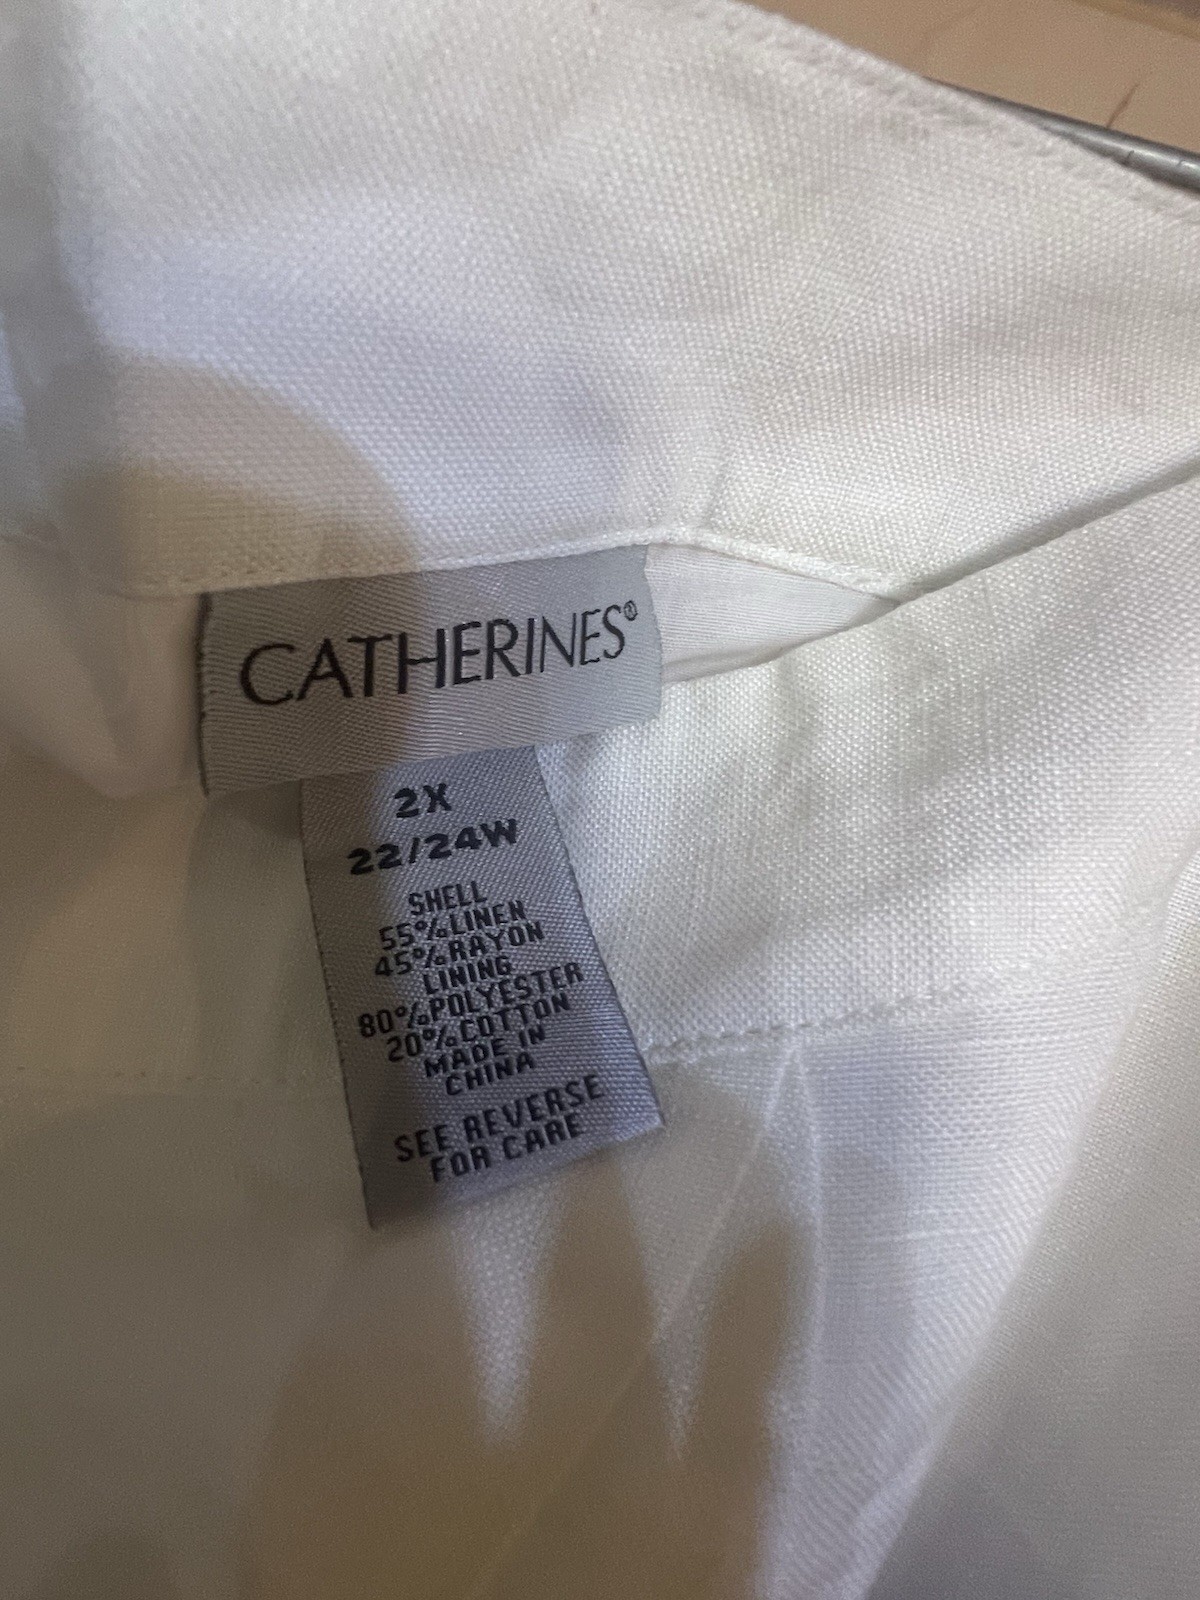 CATHERINES®
2X
22/24W
SHELL
55%LINEN
45%RAYON
LINING
80%POLYESTER
20%COTTON
MADE IN
CHINA
SEE REVERSE
FOR CARE